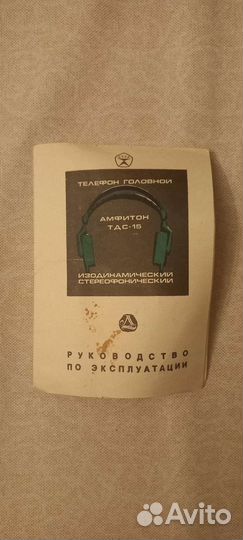 ТЕЛЕФОН ГОЛОВНОЙ
АМФИТОН
ТДС-15
ИЗОДИНАМИЧЕСКИЙ
СТЕРЕОФОНИЧЕСКИЙ
РУКОВОДСТВО
ПО ЭКСПЛУАТАЦИИ
Avito